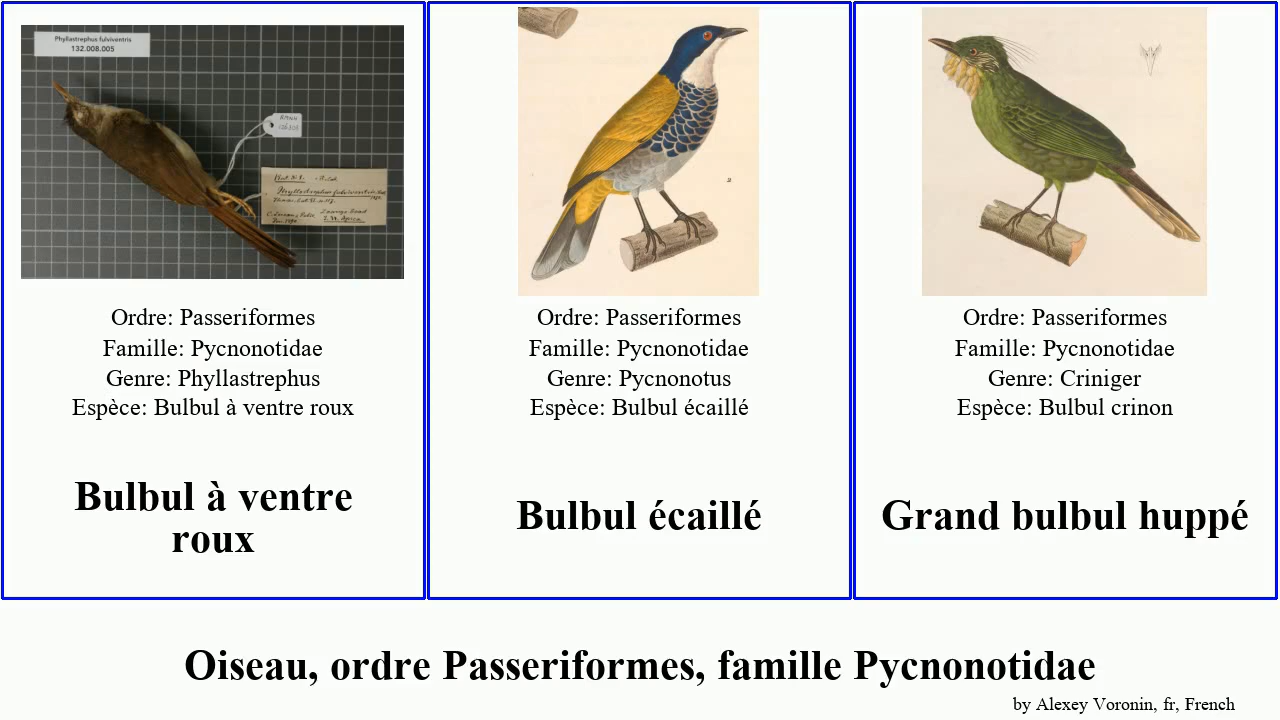 Phyllastrephus fulviventris
132.008.005
RMNH
Ordre: Passeriformes
Famille: Pycnonotidae
Genre: Phyllastrephus
Espèce: Bulbul à ventre roux
Bulbul à ventre
roux
Ordre: Passeriformes
Famille: Pycnonotidae
Genre: Pycnonotus
Espèce: Bulbul écaillé
Bulbul écaillé
Ordre: Passeriformes
Famille: Pycnonotidae
Genre: Criniger
Espèce: Bulbul crinon
Grand bulbul huppé
Oiseau, ordre Passeriformes, famille Pycnonotidae
by Alexey Voronin, fr, French